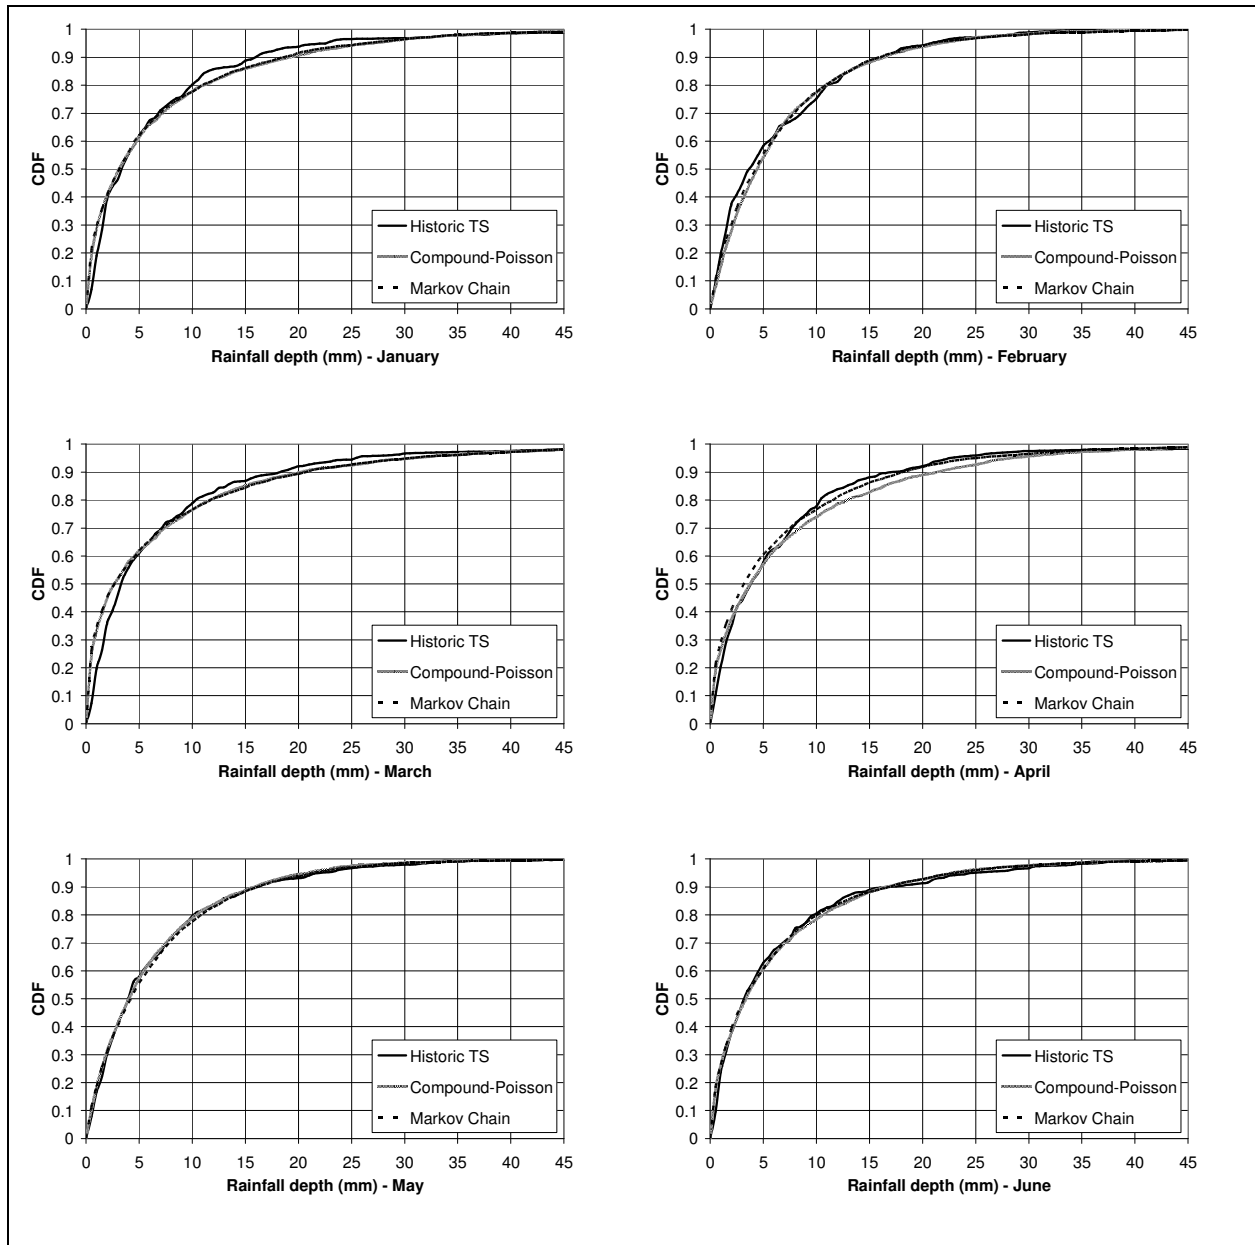 1
0.9
0.8
0.7
0.6
0.5
0.4
0.3
0.2
0.1
0
CDF
Historic TS
Compound-Poisson
Markov Chain
0 5 10 15 20 25 30 35 40 45
Rainfall depth (mm) - January
1
0.9
0.8
0.7
0.6
0.5
0.4
0.3
0.2
0.1
0
CDF
Historic TS
Compound-Poisson
Markov Chain
0 5 10 15 20 25 30 35 40 45
Rainfall depth (mm) - February
1
0.9
0.8
0.7
0.6
0.5
0.4
0.3
0.2
0.1
0
CDF
Historic TS
Compound-Poisson
Markov Chain
0 5 10 15 20 25 30 35 40 45
Rainfall depth (mm) - March
1
0.9
0.8
0.7
0.6
0.5
0.4
0.3
0.2
0.1
0
CDF
Historic TS
Compound-Poisson
Markov Chain
0 5 10 15 20 25 30 35 40 45
Rainfall depth (mm) - April
1
0.9
0.8
0.7
0.6
0.5
0.4
0.3
0.2
0.1
0
CDF
Historic TS
Compound-Poisson
Markov Chain
0 5 10 15 20 25 30 35 40 45
Rainfall depth (mm) - May
1
0.9
0.8
0.7
0.6
0.5
0.4
0.3
0.2
0.1
0
CDF
Historic TS
Compound-Poisson
Markov Chain
0 5 10 15 20 25 30 35 40 45
Rainfall depth (mm) - June